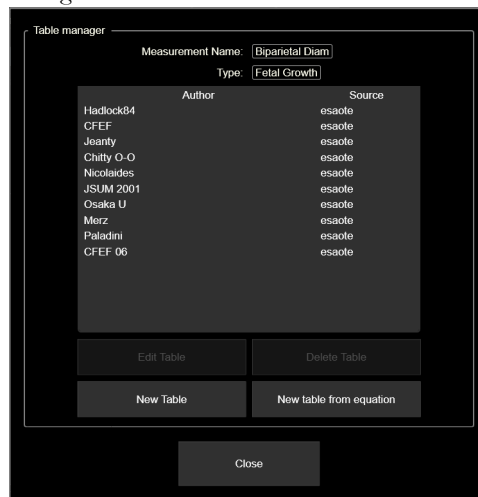 Table manager
Measurement Name: Biparietal Diam
Type: Fetal Growth
Author Source
Hadlock84 esaote
CFEF esaote
Jeanty esaote
Chitty O-O esaote
Nicolaides esaote
JSUM 2001 esaote
Osaka U esaote
Merz esaote
Paladini esaote
CFEF 06 esaote
Edit Table Delete Table
New Table New table from equation
Close